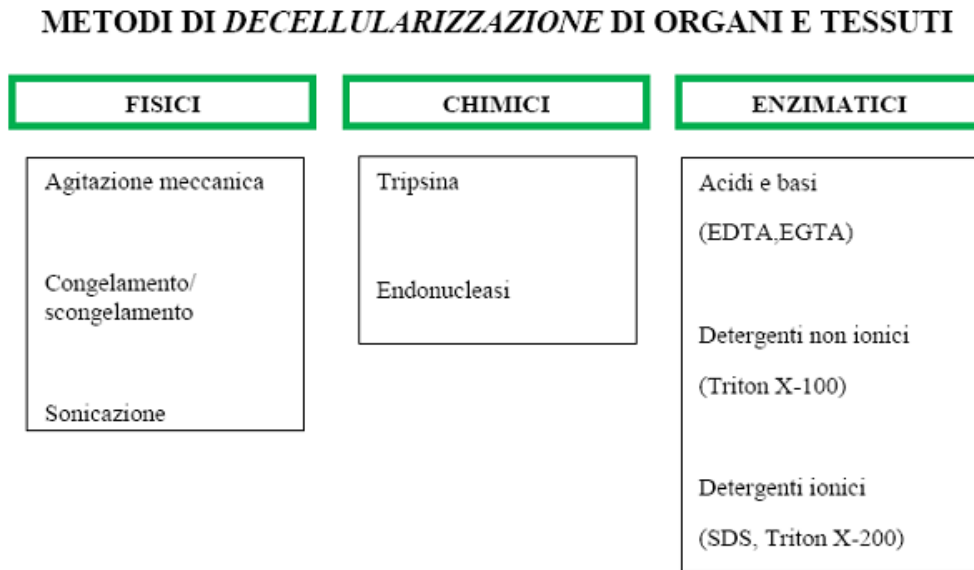 METODI DI DECELLULARIZZAZIONE DI ORGANI E TESSUTI
FISICI
Agitazione meccanica
Congelamento/
scongelamento
Sonicazione
CHIMICI
Tripsina
Endonucleasi
ENZIMATICI
Acidi e basi
(EDTA,EGTA)
Detergenti non ionici
(Triton X-100)
Detergenti ionici
(SDS, Triton X-200)